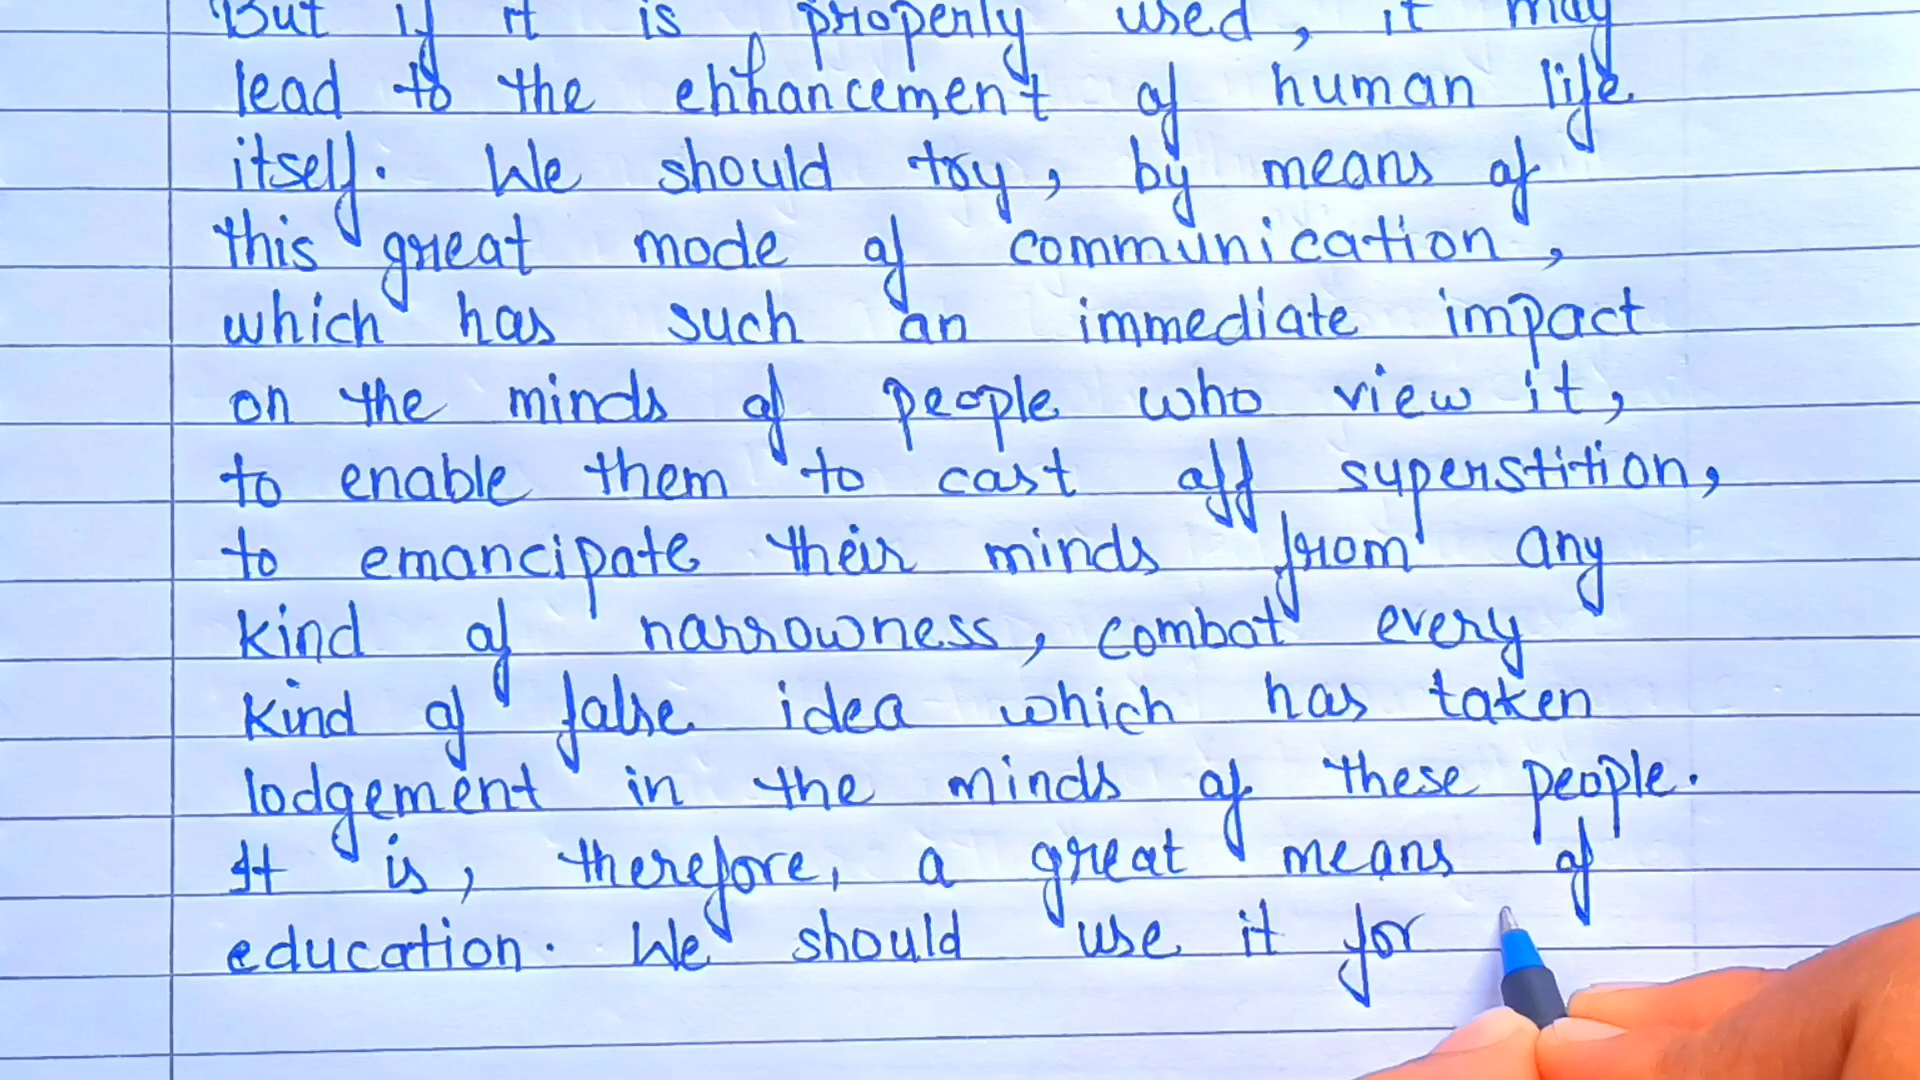 But if it is properly used, it may
lead to the enhancement of human life
itself. We should try, by means of
this great mode of communication,
which has such an immediate impact
on the minds of people who view it,
to enable them to cast off superstition,
to emancipate their minds from any
kind of narrowness, combat every
kind of false idea which has taken
lodgement in the minds of these people.
It is, therefore, a great means of
education. We should use it for